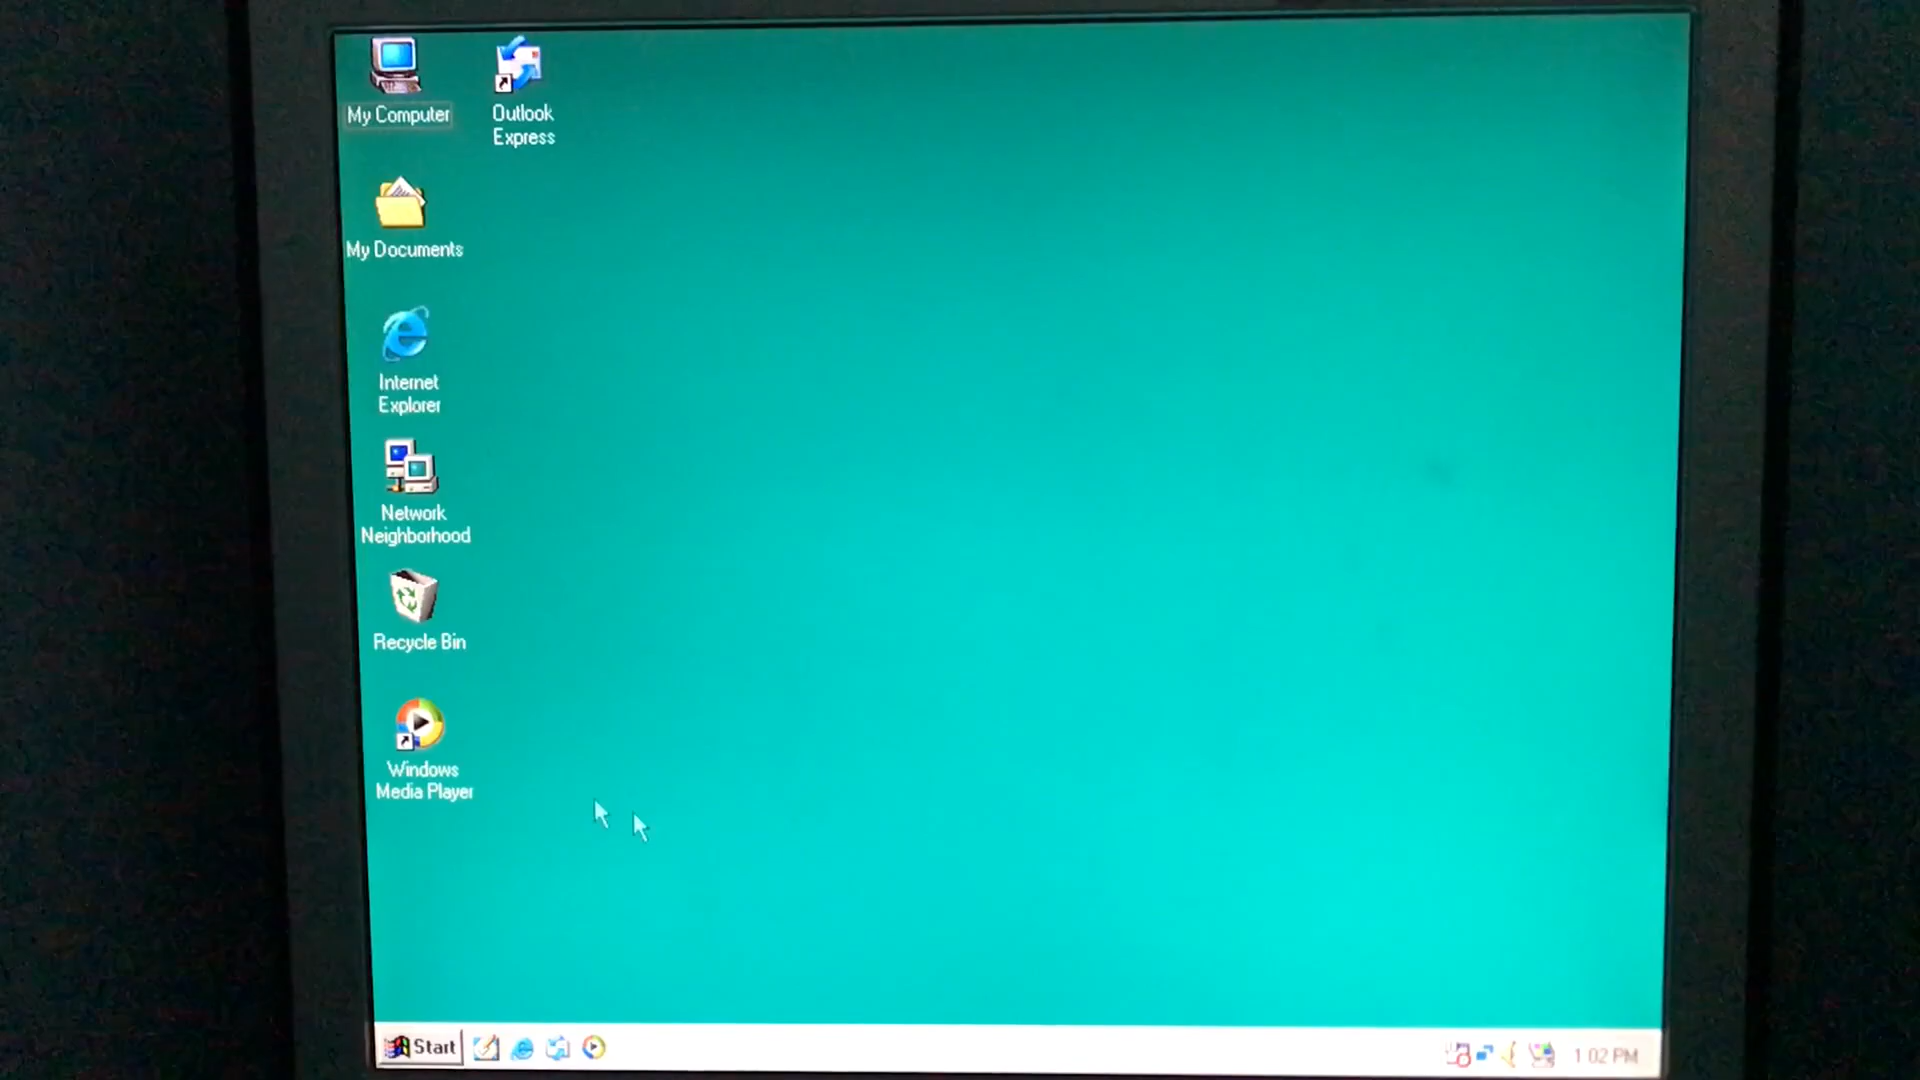 My Computer
Outlook
Express
My Documents
Internet
Explorer
Network
Neighborhood
Recycle Bin
Windows
Media Player
Start
1:02 PM